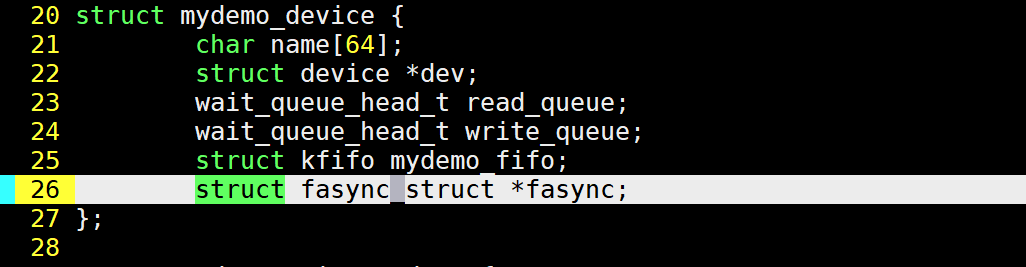 20 struct mydemo_device {
21         char name[64];
22         struct device *dev;
23         wait_queue_head_t read_queue;
24         wait_queue_head_t write_queue;
25         struct kfifo mydemo_fifo;
26         struct fasync_struct *fasync;
27 };
28